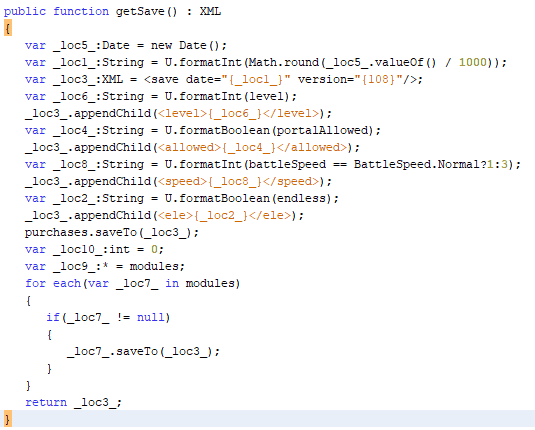 public function getSave() : XML
{
var _loc5_:Date = new Date();
var _loc1_:String = U.formatInt(Math.round(_loc5_.valueOf() / 1000));
var _loc3_:XML = <save date="{_loc1_}" version="{108}"/>;
var _loc6_:String = U.formatInt(level);
_loc3_.appendChild(<level>{_loc6_}</level>);
var _loc4_:String = U.formatBoolean(portalAllowed);
_loc3_.appendChild(<allowed>{_loc4_}</allowed>);
var _loc8_:String = U.formatInt(battleSpeed == BattleSpeed.Normal?1:3);
_loc3_.appendChild(<speed>{_loc8_}</speed>);
var _loc2_:String = U.formatBoolean(endless);
_loc3_.appendChild(<ele>{_loc2_}</ele>);
purchases.saveTo(_loc3_);
var _loc10_:int = 0;
var _loc9_:* = modules;
for each(var _loc7_ in modules)
{
if(_loc7_ != null)
{
_loc7_.saveTo(_loc3_);
}
}
return _loc3_;
}